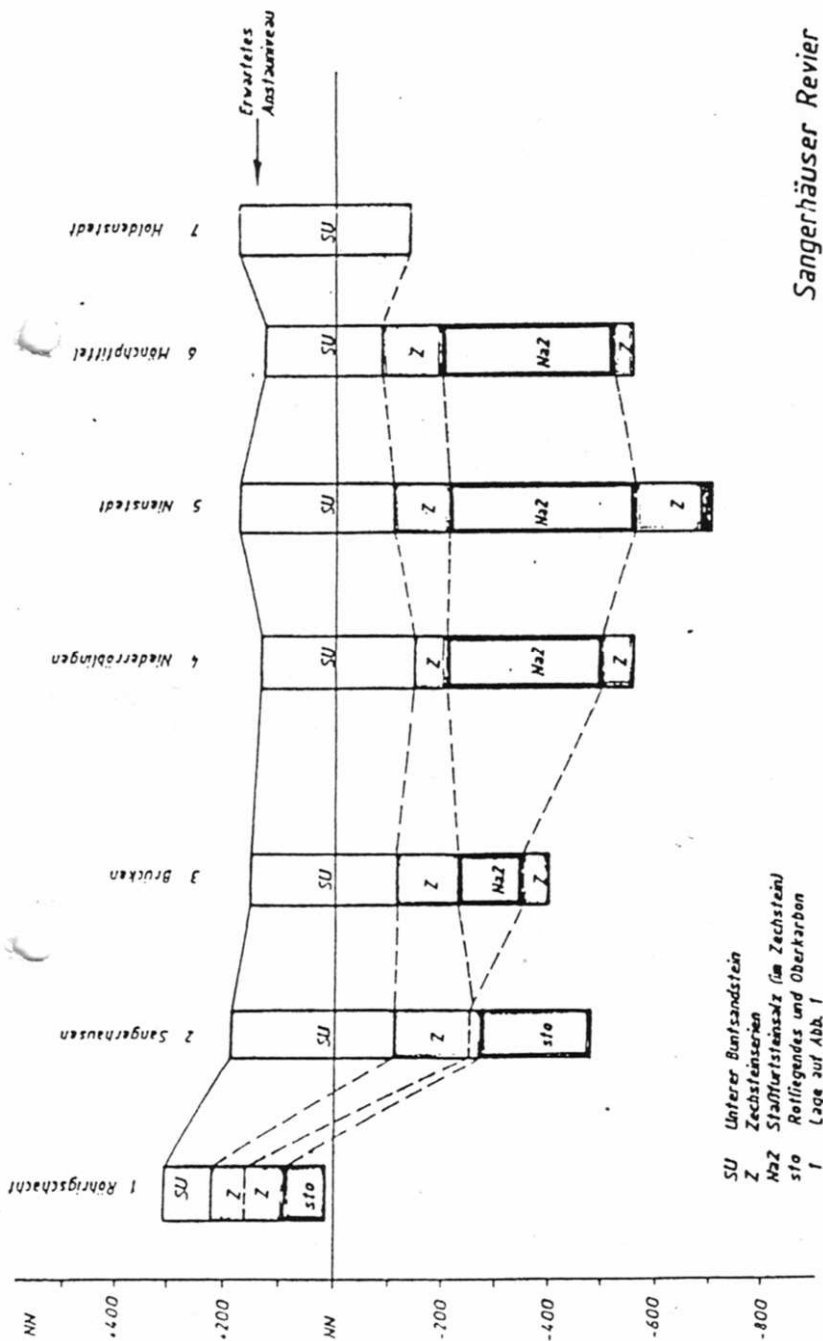 Erwartetes
Anstauniveau
1 Röhrigschacht
2 Sangerhausen
3 Brücken
4 Niederröblingen
5 Nienstedt
6 Mönchpfiffel
7 Holdenstedt
SU
Z
Z
sto
SU
Z
sto
SU
Z
Na2
Z
SU
Z
Na2
Z
SU
Z
Na2
Z
SU
Z
Na2
Z
SU
NN
+400
+200
NN
-200
-400
-600
-800
SU Unterer Buntsandstein
Z Zechsteinserien
Na2 Staßfurtsteinsalz (im Zechstein)
sto Rotliegendes und Oberkarbon
1 Lage auf Abb. 1
Sangerhäuser Revier